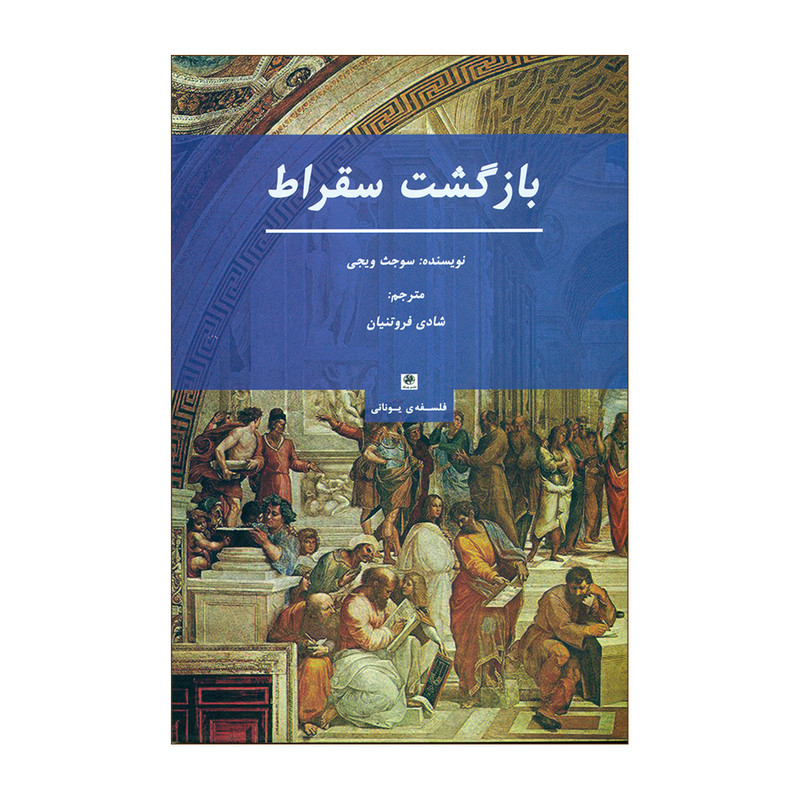 بازگشت سقراط
نویسنده: سوجث ویجی
مترجم:
شادی فروتنیان
فلسفه‌ی یونانی